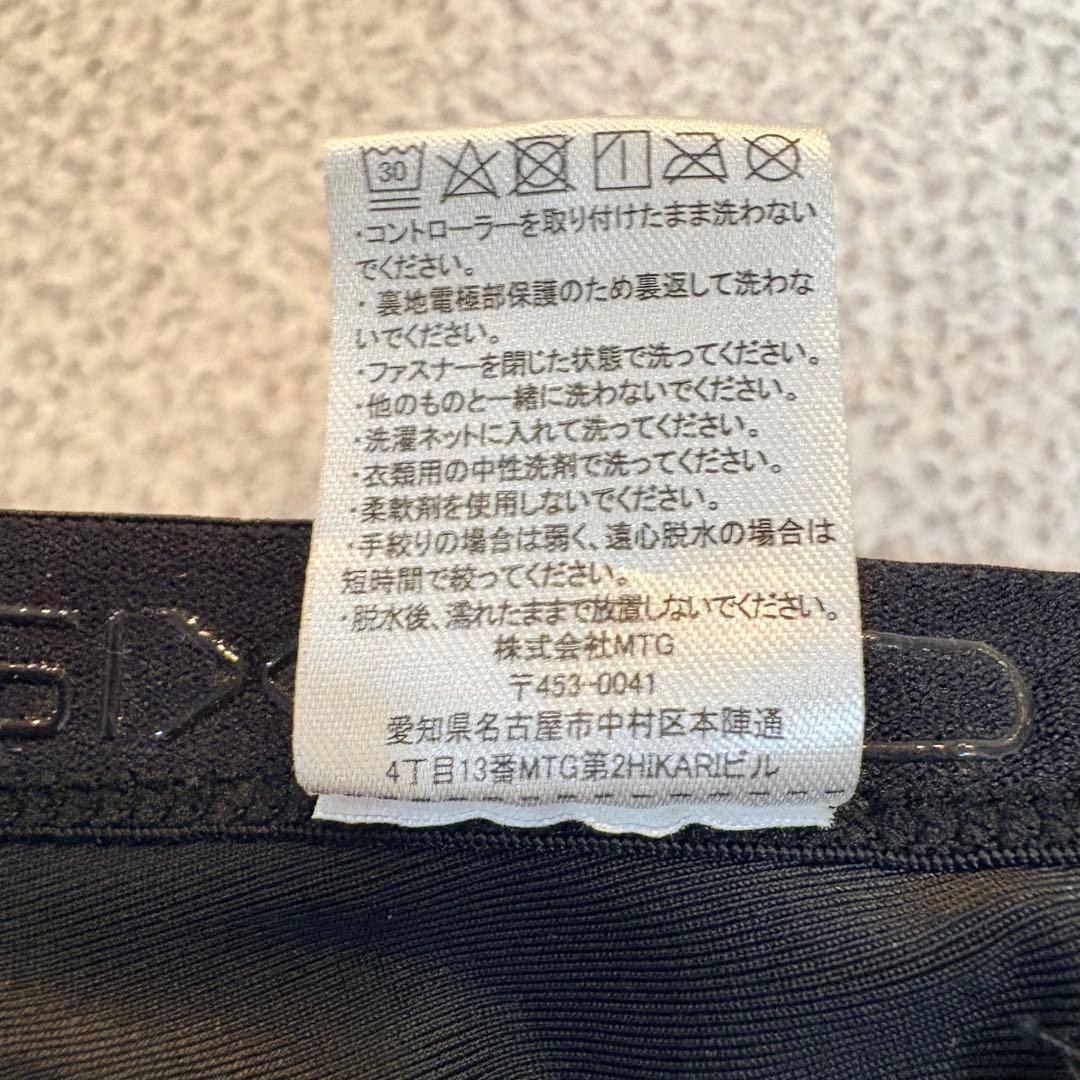 30
・コントローラーを取り付けたまま洗わない
でください。
・裏地電極部保護のため裏返して洗わな
いでください。
・ファスナーを閉じた状態で洗ってください。
・他のものと一緒に洗わないでください。
・洗濯ネットに入れて洗ってください。
・衣類用の中性洗剤で洗ってください。
・柔軟剤を使用しないでください。
・手絞りの場合は弱く、遠心脱水の場合は
短時間で絞ってください。
・脱水後、濡れたままで放置しないでください。
株式会社MTG
〒453-0041
愛知県名古屋市中村区本陣通
4丁目13番MTG第2HIKARIビル
SIX